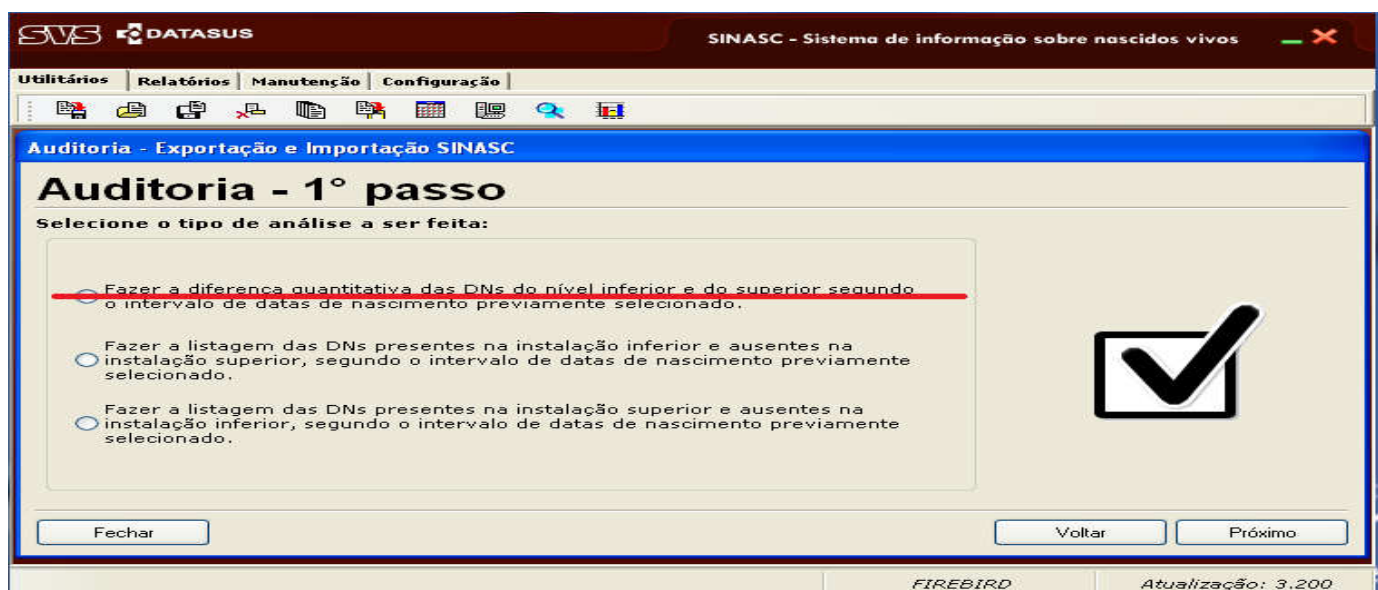 SVS DATASUS
SINASC - Sistema de informação sobre nascidos vivos
Utilitários Relatórios Manutenção Configuração
Auditoria - Exportação e Importação SINASC
Auditoria - 1° passo
Selecione o tipo de análise a ser feita:
Fazer a diferença quantitativa das DNs do nível inferior e do superior segundo
o intervalo de datas de nascimento previamente selecionado.
Fazer a listagem das DNs presentes na instalação inferior e ausentes na
instalação superior, segundo o intervalo de datas de nascimento previamente
selecionado.
Fazer a listagem das DNs presentes na instalação superior e ausentes na
instalação inferior, segundo o intervalo de datas de nascimento previamente
selecionado.
Fechar Voltar Próximo
FIREBIRD Atualização: 3.200